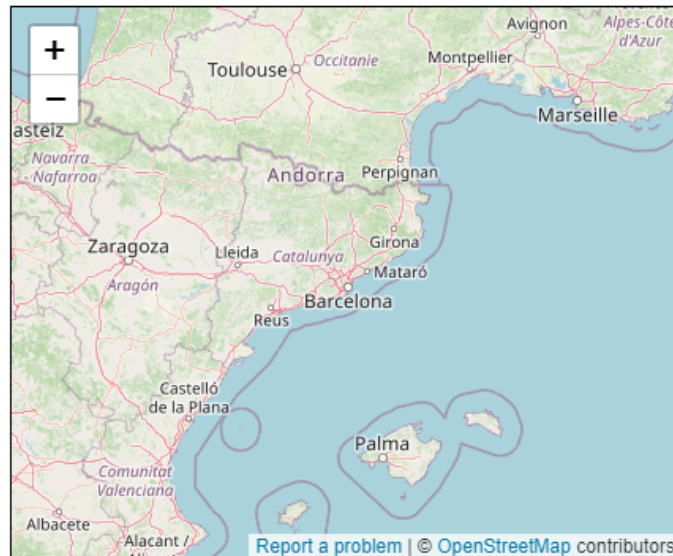 +
−
Avignon
Alpes-Côte
d'Azur
Occitanie
Montpellier
Toulouse
Marseille
asteiz
Navarra
Nafarroa
Andorra
Perpignan
Girona
Zaragoza
Lleida
Catalunya
Mataró
Aragón
Barcelona
Reus
Castelló
de la Plana
Palma
Comunitat
Valenciana
Albacete
Alacant /
Report a problem | © OpenStreetMap contributors